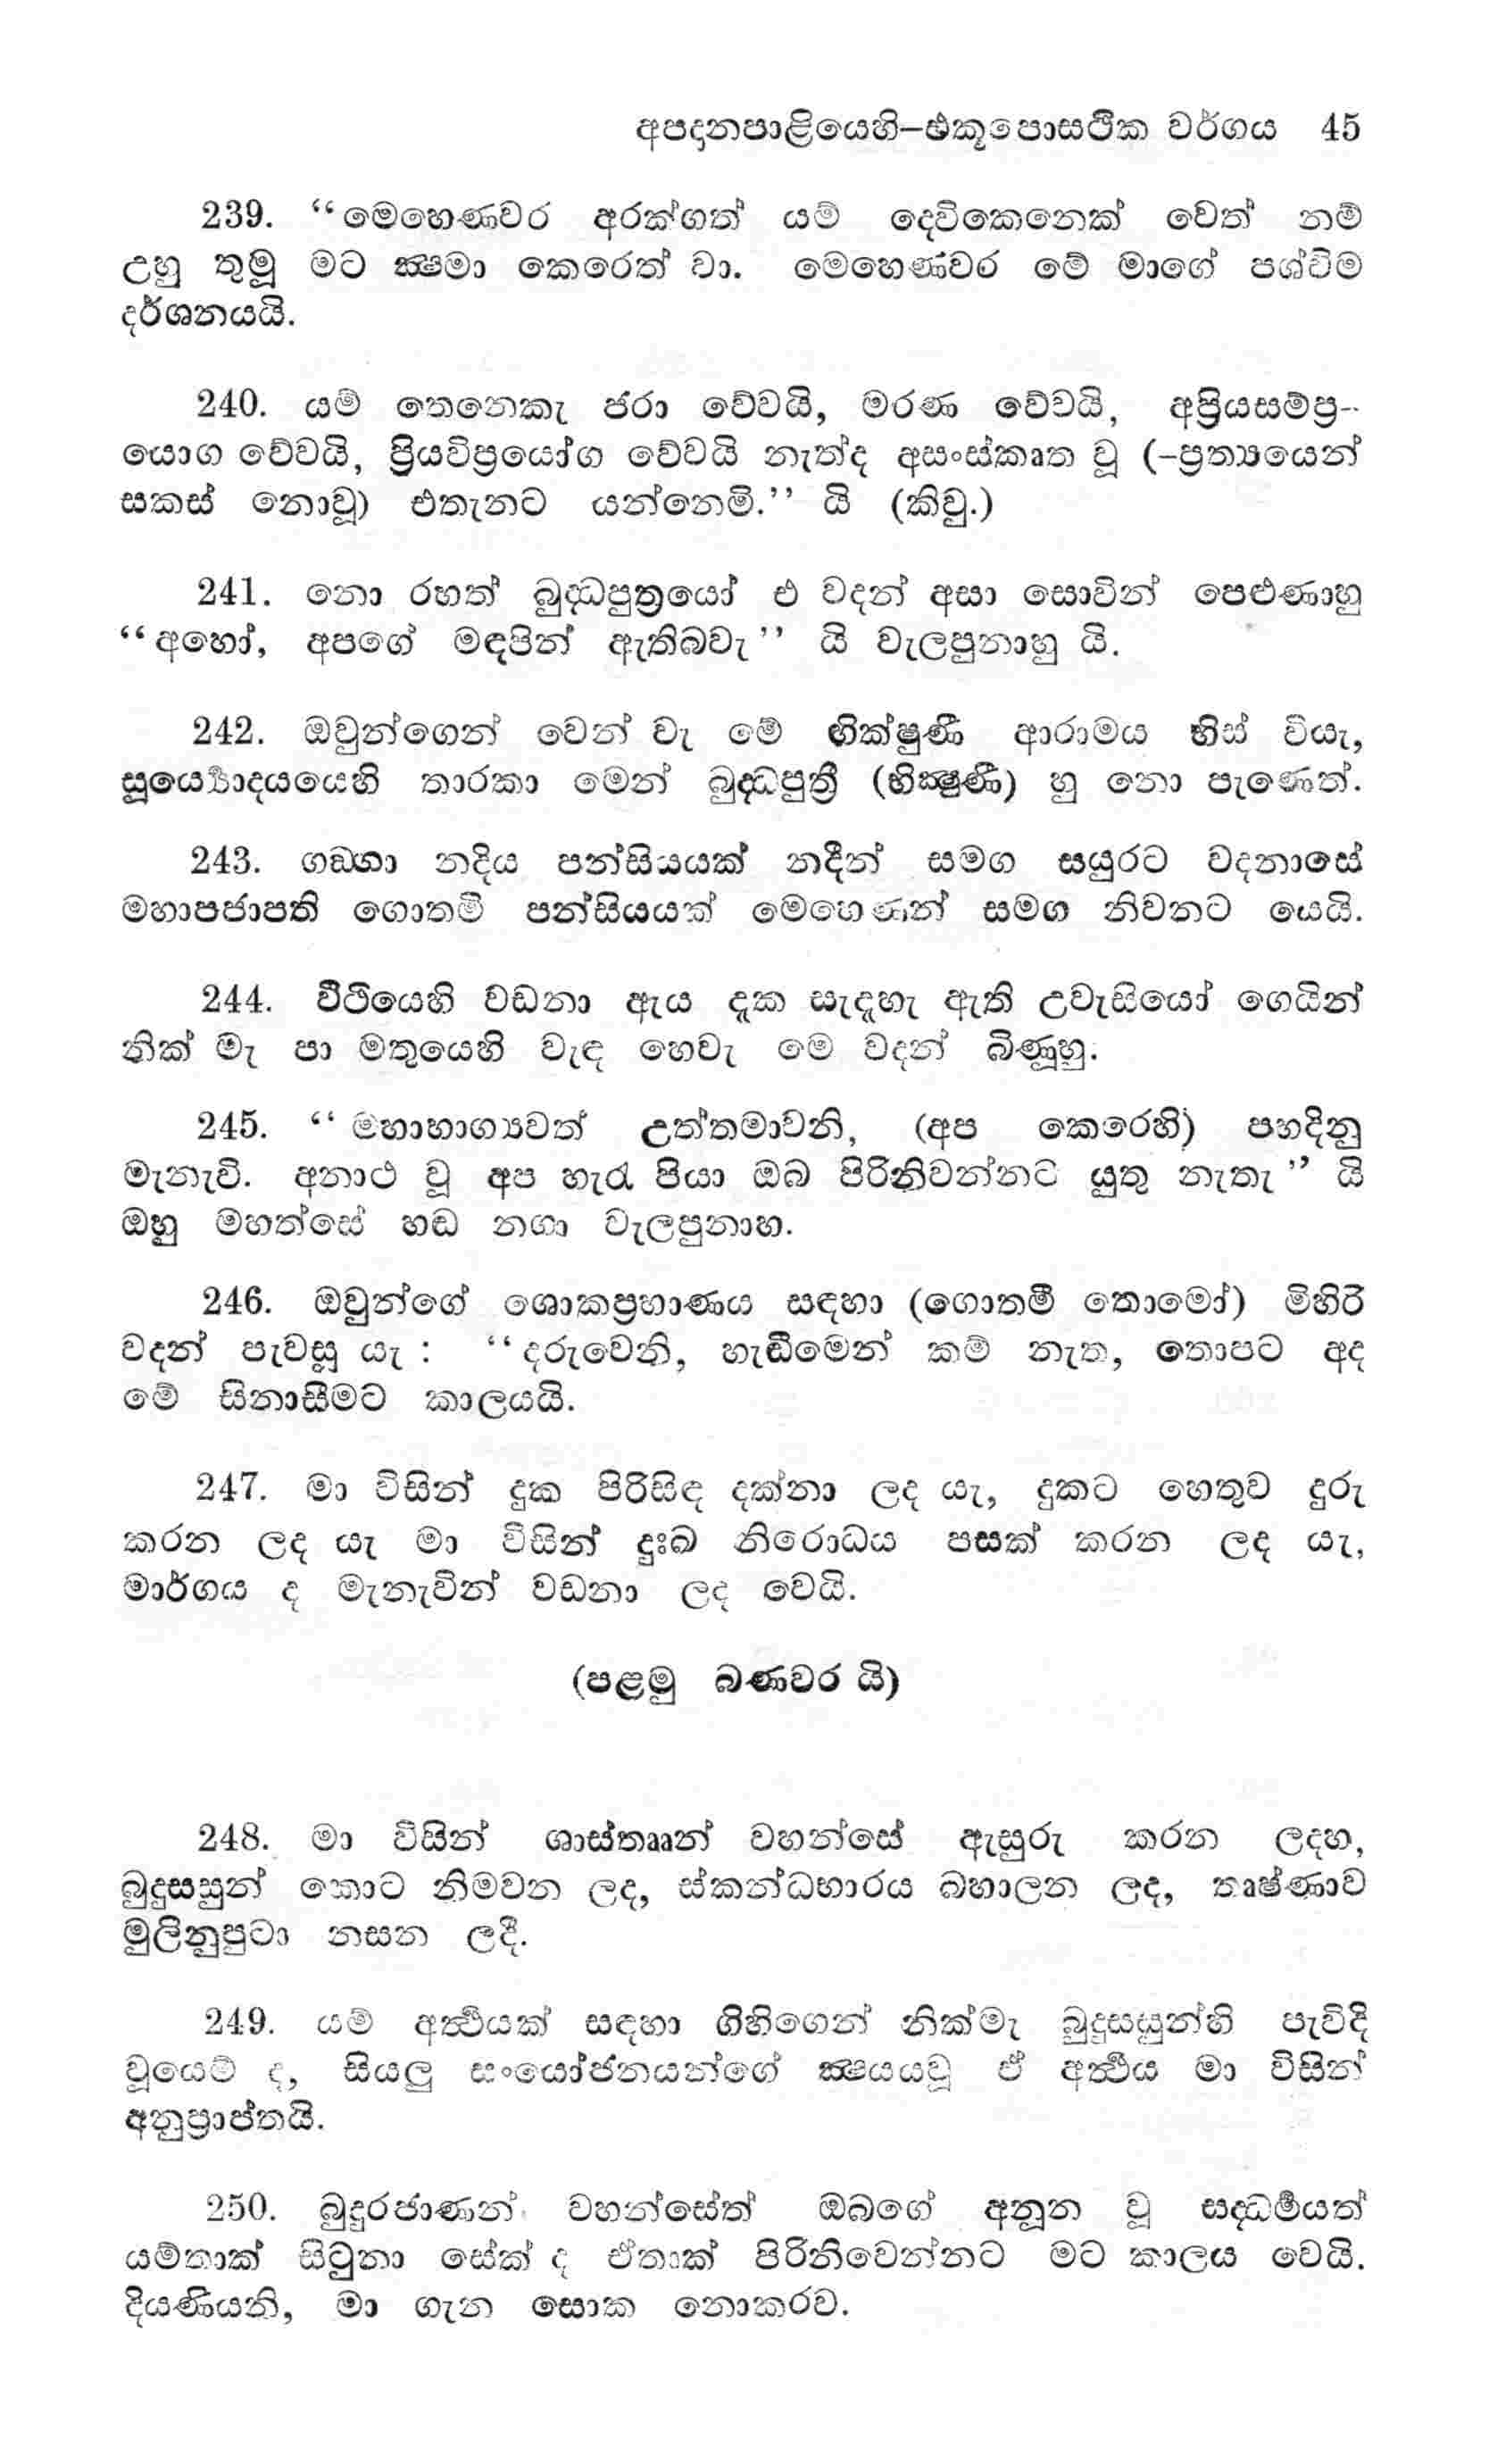 අපදානපාළියෙහි–ඒකූපොසථික වර්ගය 45
239. “මෙහෙණවර අරක්ගත් යම් දෙවිකෙනෙක් වෙත් නම්
උහු තුමූ මට ක්‍ෂමා කෙරෙත් වා. මෙහෙණවර මේ මාගේ පශ්චිම
දර්ශනයයි.
240. යම් තෙනෙකැ ජරා වේවයි, මරණ වේවයි, අප්‍රියසම්ප්‍ර-
යොග වේවයි, ප්‍රියවිප්‍රයෝග වේවයි නැත්ද අසංස්කෘත වූ (-ප්‍රත්‍යයෙන්
සකස් නොවූ) එතැනට යන්නෙමි.’’ යි (කිවු.)
241. නො රහත් බුද්ධපුත්‍රයෝ එ වදන් අසා සොවින් පෙළුණාහු
“අහෝ, අපගේ මඳපින් ඇතිබවැ’’ යි වැලපුනාහු යි.
242. ඔවුන්ගෙන් වෙන් වැ මේ භික්ෂුණී ආරාමය හිස් වියැ,
සූර්‍ය්‍යොදයයෙහි තාරකා මෙන් බුද්ධපුත්‍රී (භික්‍ෂුණී) හු නො පැණෙත්.
243. ගඞ්ගා නදිය පන්සියයක් නදීන් සමග සයුරට වදනාසේ
මහාපජාපති ගොතමි පන්සියයක් මෙහෙණන් සමග නිවනට යෙයි.
244. වීථියෙහි වඩනා ඇය දැක සැදැහැ ඇති උවැසියෝ ගෙයින්
නික් මැ පා මතුයෙහි වැඳ හෙවැ මෙ වදන් බිණූහු.
245. “මහාභාග්‍යවත් උත්තමාවනි, (අප කෙරෙහි) පහදිනු
මැනැවි. අනාථ වූ අප හැර පියා ඔබ පිරිනිවන්නට යුතු නැතැ’’ යි
ඔහු මහත්සේ හඬ නගා වැලපුනාහ.
246. ඔවුන්ගේ ශොකප්‍රහාණය සඳහා (ගොතමී තොමෝ) මිහිරි
වදන් පැවසූ යැ : “දරුවෙනි, හැඬීමෙන් කම් නැත, තොපට අද
මේ සිනාසීමට කාලයයි.
247. මා විසින් දුක පිරිසිඳ දක්නා ලද යැ, දුකට හෙතුව දුරු
කරන ලද යැ මා විසින් දුඃඛ නිරොධය පසක් කරන ලද යැ,
මාර්ගය ද මැනැවින් වඩනා ලද වෙයි.
(පළමු බණවර යි)
248. මා විසින් ශාස්තෲන් වහන්සේ ඇසුරු කරන ලදහ,
බුදුසසුන් කොට නිමවන ලද, ස්කන්ධභාරය බහාලන ලද, තෘෂ්ණාව
මුලිනුපුටා නසන ලදී.
249. යම් අර්ත්‍ථයක් සඳහා ගිහිගෙන් නික්මැ බුදුසසුන්හි පැවිදි
වූයෙම් ද, සියලු සංයෝජනයන්ගේ ක්‍ෂයයවූ ඒ අර්ත්‍ථය මා විසින්
අනුප්‍රාප්තයි.
250. බුදුරජාණන් වහන්සේත් ඔබගේ අනූන වූ සද්ධර්මයත්
යම්තාක් සිටුනා සේක් ද ඒතාක් පිරිනිවෙන්නට මට කාලය වෙයි.
දියණියනි, මා ගැන සොක නොකරව.